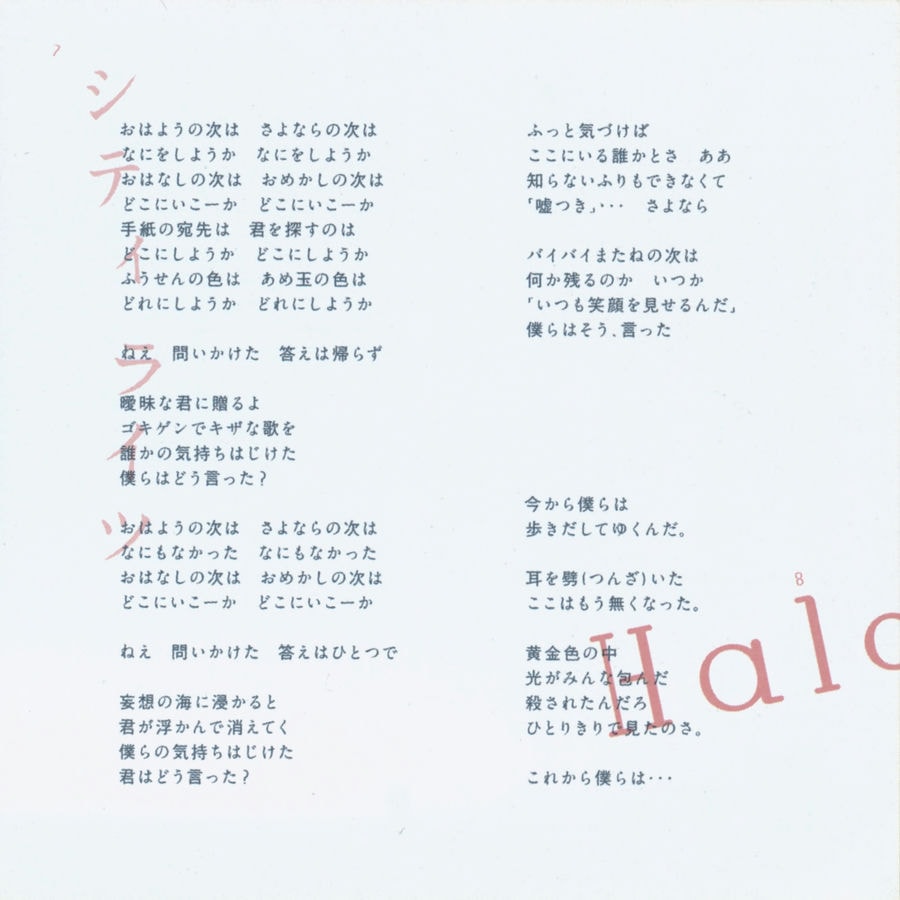 7
シティライツ
おはようの次は　さよならの次は
なにをしようか　なにをしようか
おはなしの次は　おめかしの次は
どこにいこーか　どこにいこーか
手紙の宛先は　君を探すのは
どこにしようか　どこにしようか
ふうせんの色は　あめ玉の色は
どれにしようか　どれにしようか
ねえ　問いかけた　答えは帰らず
曖昧な君に贈るよ
ゴキゲンでキザな歌を
誰かの気持ちはじけた
僕らはどう言った?
おはようの次は　さよならの次は
なにもなかった　なにもなかった
おはなしの次は　おめかしの次は
どこにいこーか　どこにいこーか
ねえ　問いかけた　答えはひとつで
妄想の海に浸かると
君が浮かんで消えてく
僕らの気持ちはじけた
君はどう言った?
ふっと気づけば
ここにいる誰かとさ　ああ
知らないふりもできなくて
「嘘つき」･･･　さよなら
バイバイまたねの次は
何か残るのか　いつか
「いつも笑顔を見せるんだ」
僕らはそう、言った
8
Halo
今から僕らは
歩きだしてゆくんだ。
耳を劈(つんざ)いた
ここはもう無くなった。
黄金色の中
光がみんな包んだ
殺されたんだろ
ひとりきりで見たのさ。
これから僕らは･･･